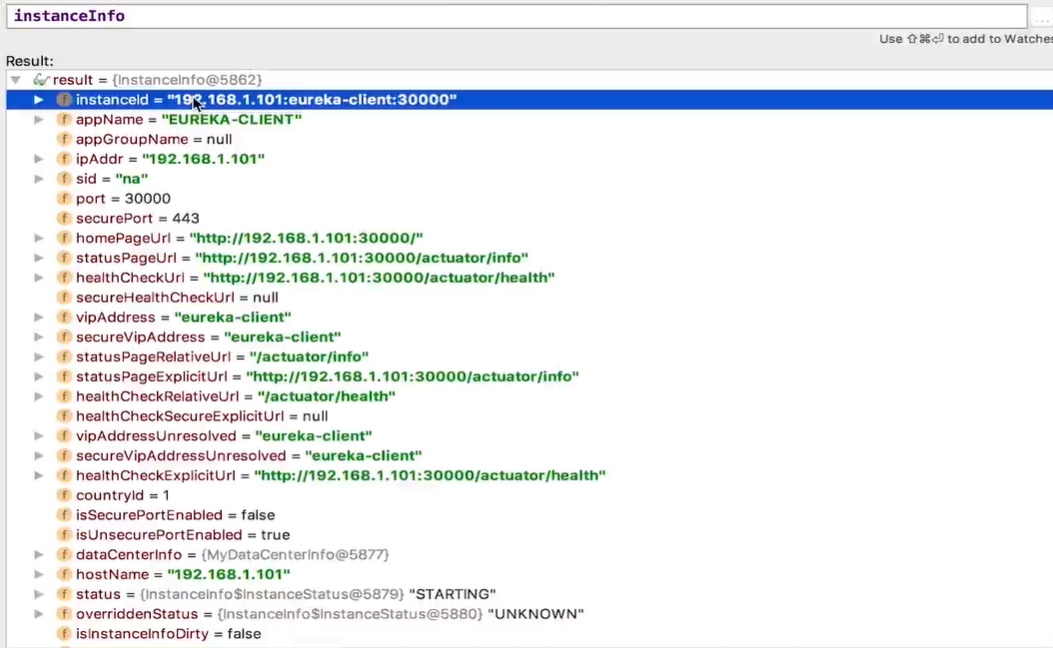 instanceInfo
...
Use ⇧⌘⏎ to add to Watches
Result:
result = {InstanceInfo@5862}
instanceId = "192.168.1.101:eureka-client:30000"
appName = "EUREKA-CLIENT"
appGroupName = null
ipAddr = "192.168.1.101"
sid = "na"
port = 30000
securePort = 443
homePageUrl = "http://192.168.1.101:30000/"
statusPageUrl = "http://192.168.1.101:30000/actuator/info"
healthCheckUrl = "http://192.168.1.101:30000/actuator/health"
secureHealthCheckUrl = null
vipAddress = "eureka-client"
secureVipAddress = "eureka-client"
statusPageRelativeUrl = "/actuator/info"
statusPageExplicitUrl = "http://192.168.1.101:30000/actuator/info"
healthCheckRelativeUrl = "/actuator/health"
healthCheckSecureExplicitUrl = null
vipAddressUnresolved = "eureka-client"
secureVipAddressUnresolved = "eureka-client"
healthCheckExplicitUrl = "http://192.168.1.101:30000/actuator/health"
countryId = 1
isSecurePortEnabled = false
isUnsecurePortEnabled = true
dataCenterInfo = {MyDataCenterInfo@5877}
hostName = "192.168.1.101"
status = {InstanceInfo$InstanceStatus@5879} "STARTING"
overriddenStatus = {InstanceInfo$InstanceStatus@5880} "UNKNOWN"
isInstanceInfoDirty = false